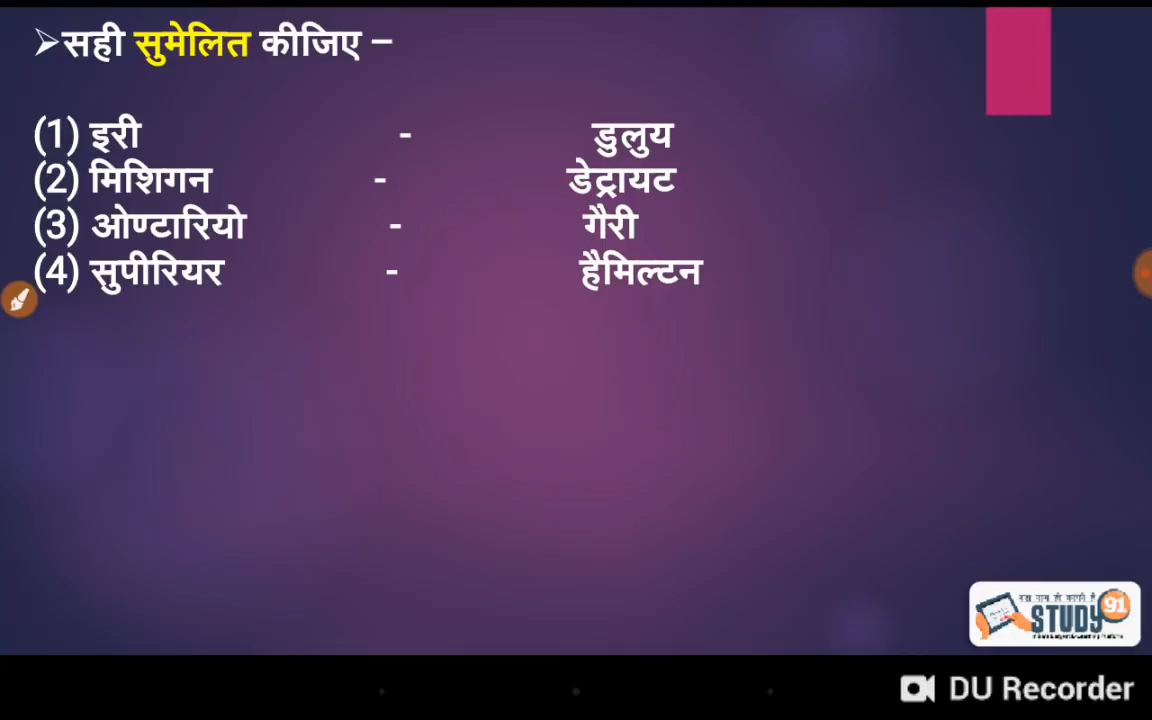 ➢सही सुमेलित कीजिए –
(1) इरी - डुलुय
(2) मिशिगन - डेट्रायट
(3) ओण्टारियो - गैरी
(4) सुपीरियर - हैमिल्टन
STUDY 91
DU Recorder